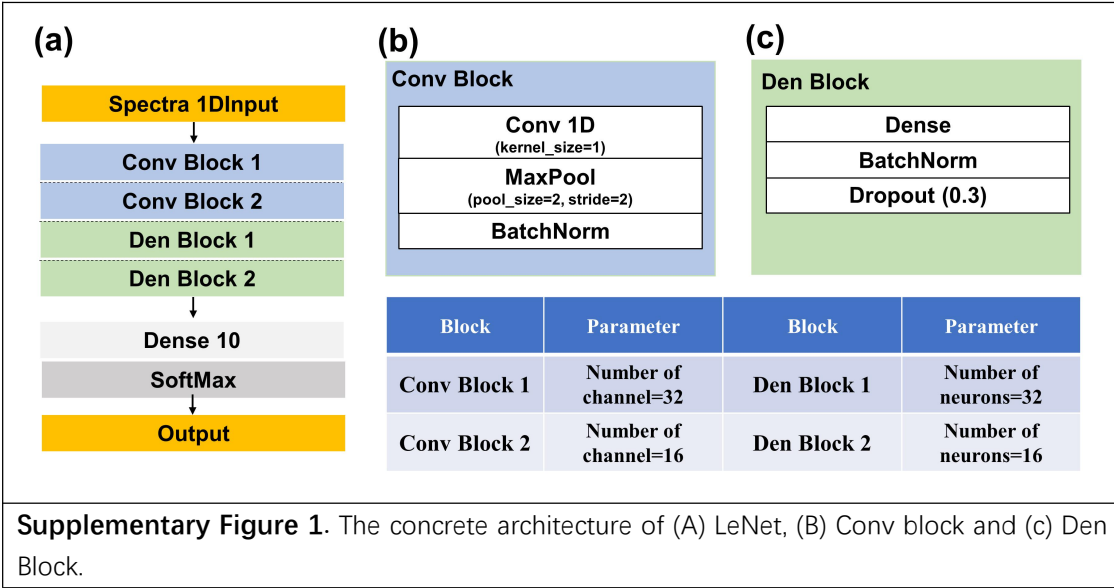 (a)
Spectra 1DInput
Conv Block 1
Conv Block 2
Den Block 1
Den Block 2
Dense 10
SoftMax
Output
(b)
Conv Block
Conv 1D
(kernel_size=1)
MaxPool
(pool_size=2, stride=2)
BatchNorm
(c)
Den Block
Dense
BatchNorm
Dropout (0.3)
Block Parameter Block Parameter
Conv Block 1 Number of channel=32 Den Block 1 Number of neurons=32
Conv Block 2 Number of channel=16 Den Block 2 Number of neurons=16
Supplementary Figure 1. The concrete architecture of (A) LeNet, (B) Conv block and (c) Den
Block.